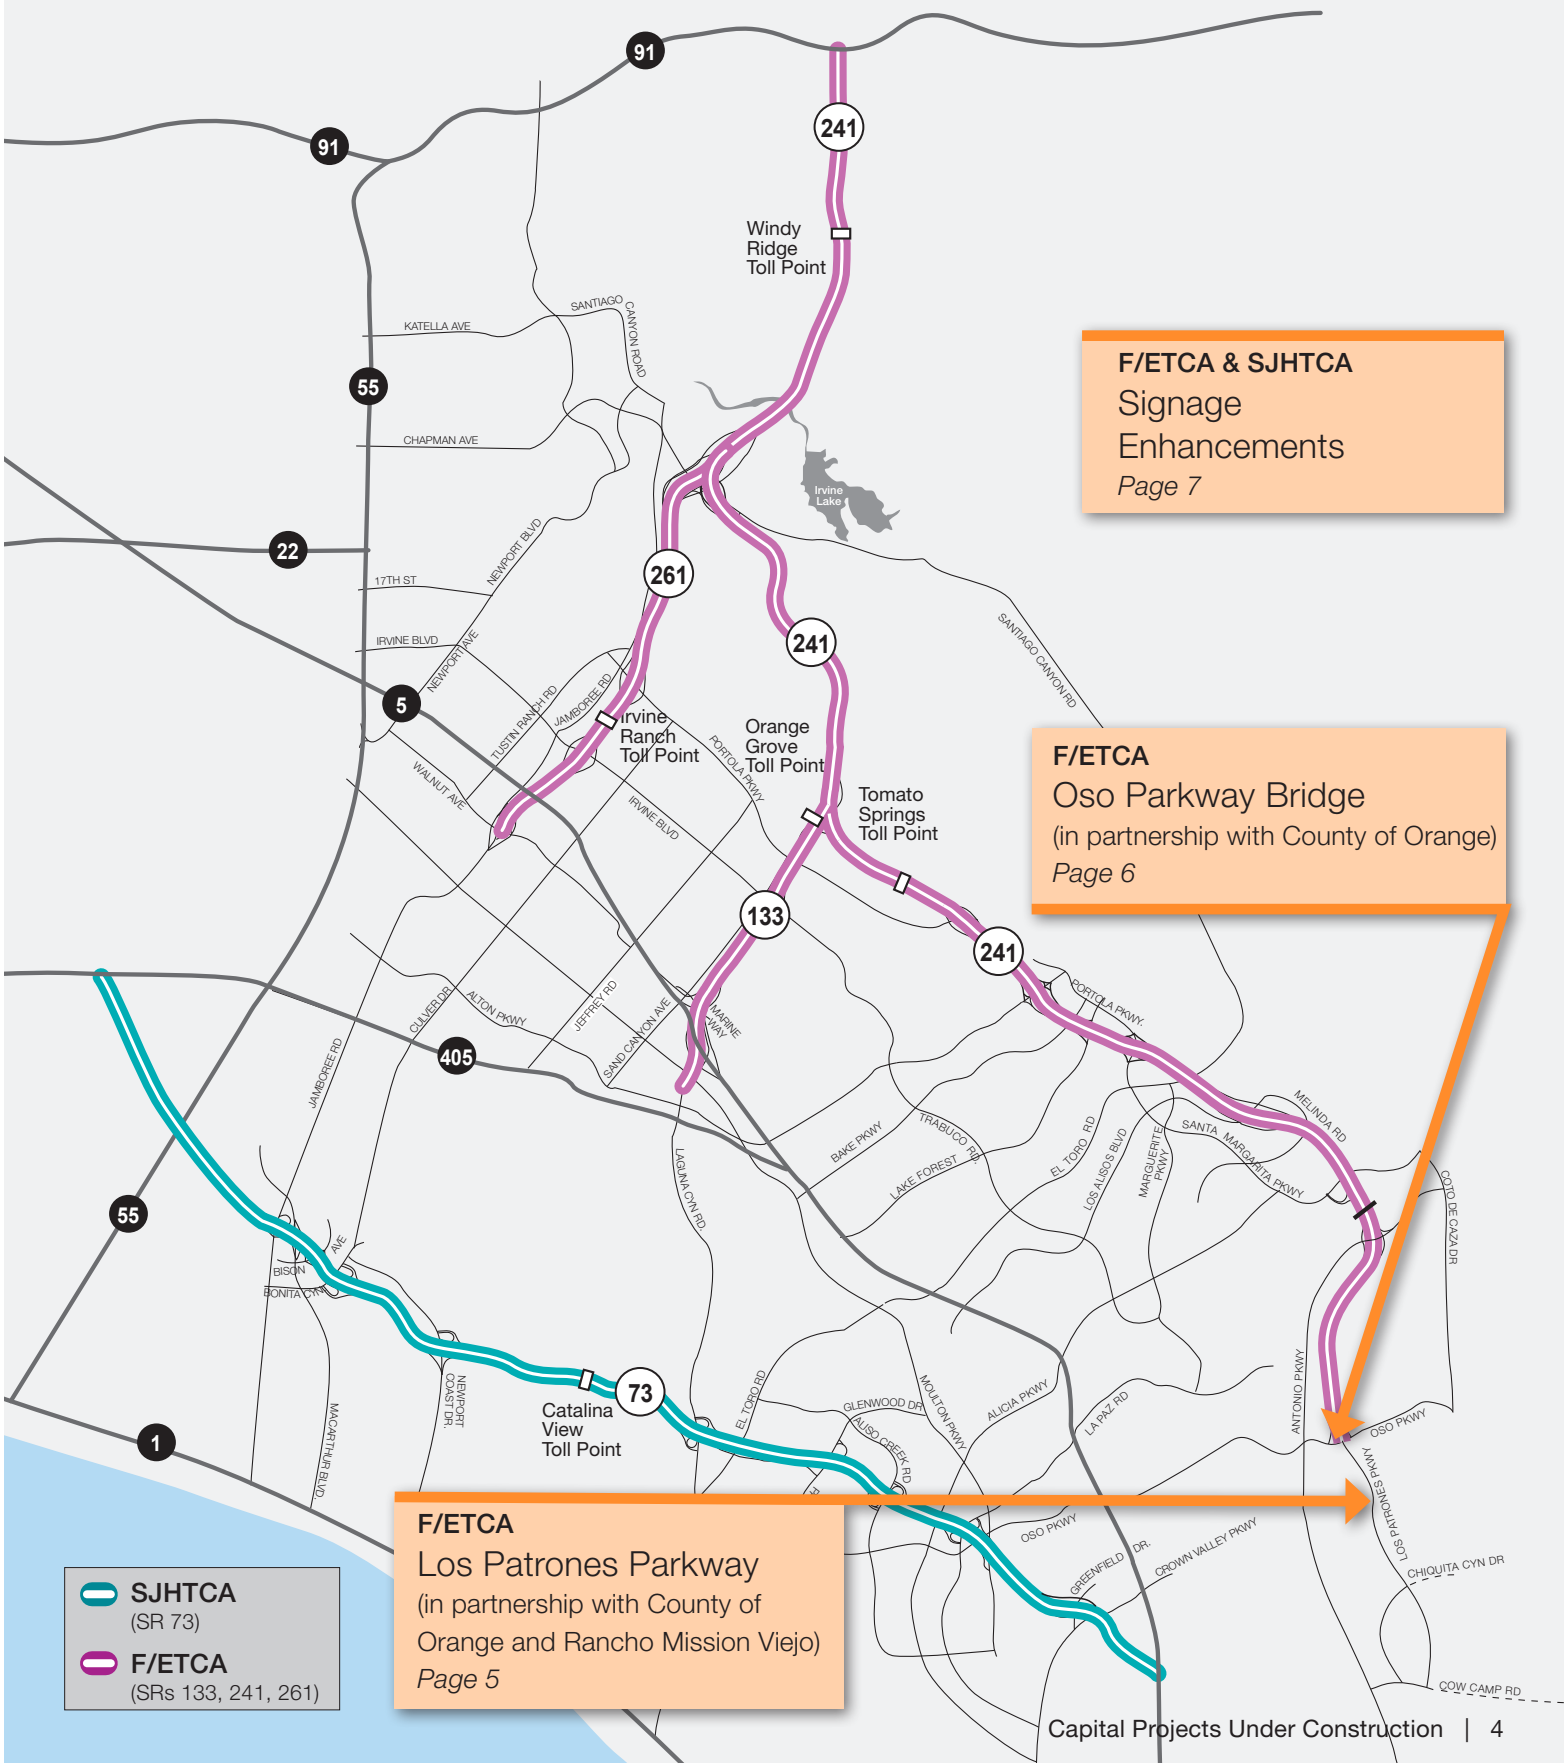 91
91
241
Windy
Ridge
Toll Point
SANTIAGO
CANYON ROAD
KATELLA AVE
F/ETCA & SJHTCA
Signage
Enhancements
Page 7
55
CHAPMAN AVE
Irvine
Lake
NEWPORT BLVD
22
261
17TH ST
IRVINE BLVD
NEWPORT AVE
241
SANTIAGO CANYON RD
5
TUSTIN RANCH RD
JAMBOREE RD
Irvine
Ranch
Toll Point
Orange
Grove
Toll Point
PORTOLA PKWY
WALNUT AVE
IRVINE BLVD
Tomato
Springs
Toll Point
F/ETCA
Oso Parkway Bridge
(in partnership with County of Orange)
Page 6
133
241
CULVER DR
ALTON PKWY
JEFFREY RD
SAND CANYON AVE
MARINE
WAY
PORTOLA PKWY.
JAMBOREE RD
405
MELINDA RD
BAKE PKWY
TRABUCO RD.
LAKE FOREST
EL TORO RD
LOS ALISOS BLVD
MARGUERITE
PKWY
SANTA MARGARITA PKWY
COTO DE CAZA DR
LAGUNA CYN RD.
55
BISON
AVE
BONITA CYN
73
Catalina
View
Toll Point
NEWPORT
COAST DR.
MACARTHUR BLVD.
EL TORO RD
GLENWOOD DR
ALISO CREEK RD
MOULTON PKWY
ALICIA PKWY
LA PAZ RD
ANTONIO PKWY
OSO PKWY
LOS PATRONES PKWY
1
OSO PKWY
GREENFIELD DR.
CROWN VALLEY PKWY
CHIQUITA CYN DR
COW CAMP RD
F/ETCA
Los Patrones Parkway
(in partnership with County of
Orange and Rancho Mission Viejo)
Page 5
SJHTCA
(SR 73)
F/ETCA
(SRs 133, 241, 261)
Capital Projects Under Construction | 4